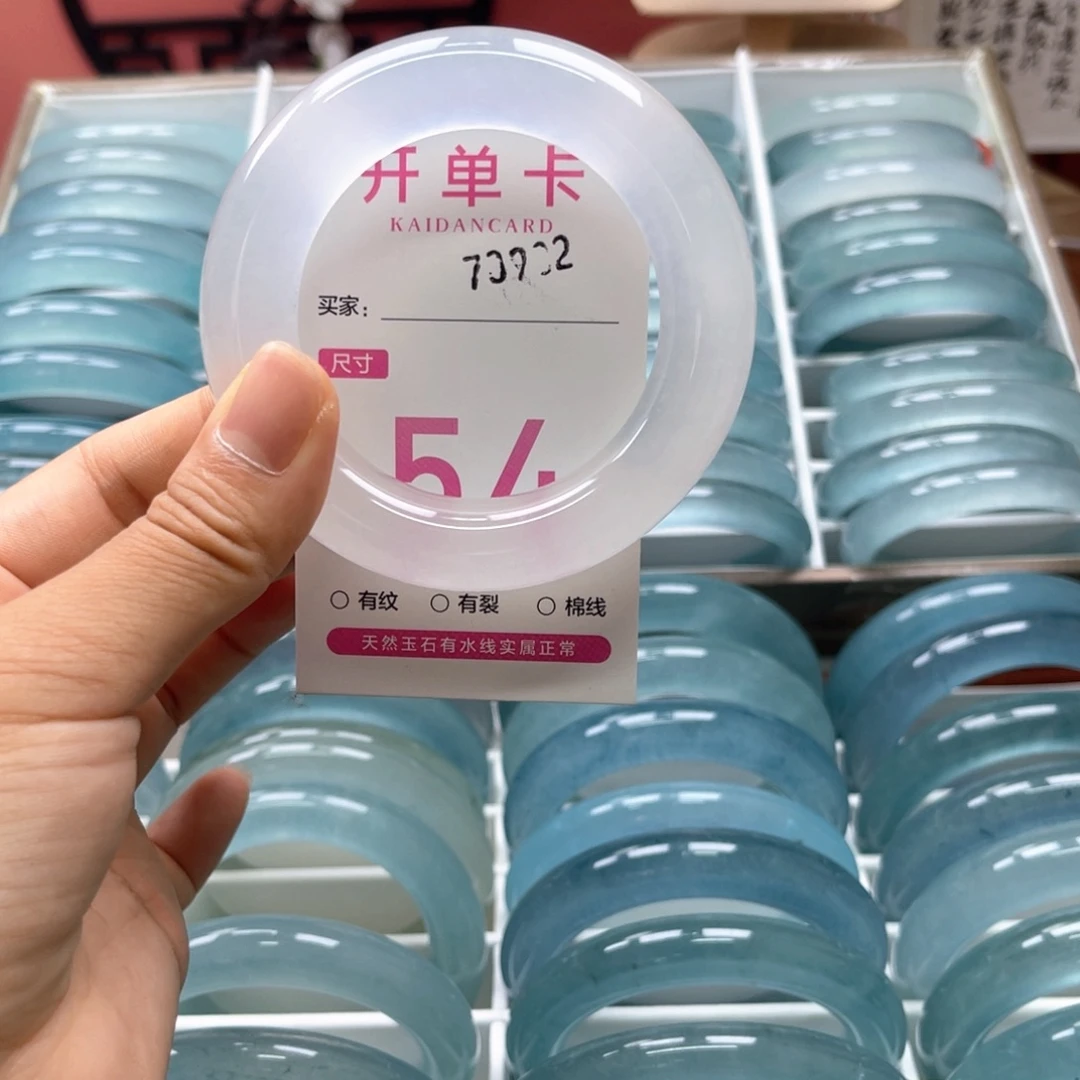 开单卡
KAIDANCARD
买家:
尺寸
54
○ 有纹 ○ 有裂 ○ 棉线
天然玉石有水线实属正常